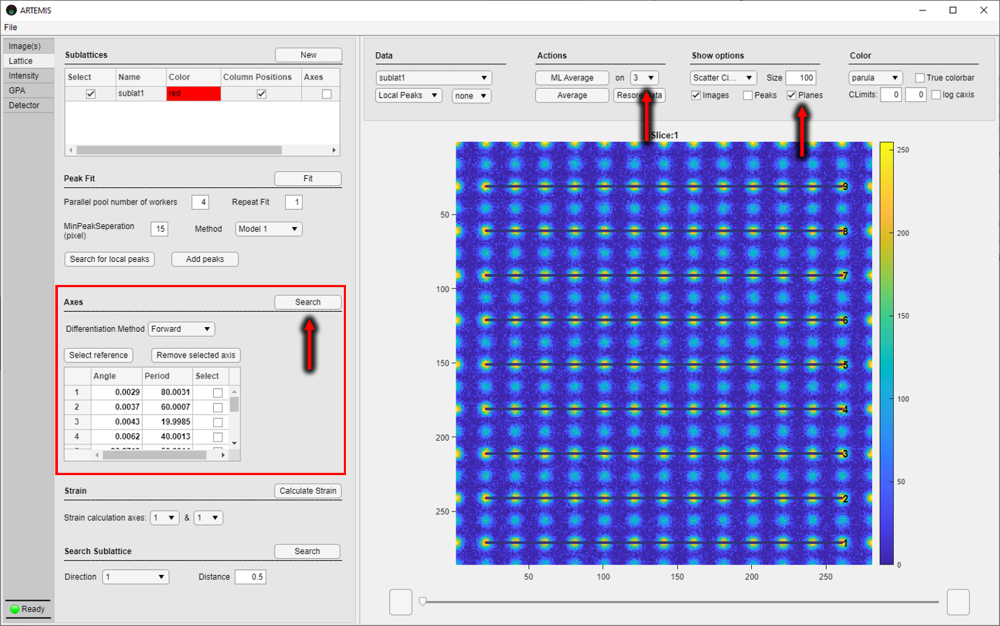 ARTEMIS
File
Image(s)
Lattice
Intensity
GPA
Detector
Ready
Sublattices
New
Select Name Color Column Positions Axes
sublat1 red
Peak Fit
Fit
Parallel pool number of workers 4 Repeat Fit 1
MinPeakSeperation
(pixel)
15 Method Model 1
Search for local peaks Add peaks
Axes
Search
Differentiation Method Forward
Select reference Remove selected axis
Angle Period Select
1 0.0029 80.0031
2 0.0037 60.0007
3 0.0043 19.9985
4 0.0062 40.0013
Strain
Calculate Strain
Strain calculation axes: 1 & 1
Search Sublattice
Search
Direction 1 Distance 0.5
Data
sublat1
Local Peaks none
Actions
ML Average on 3
Average Resore Data
Show options
Scatter Ci... Size 100
Images Peaks Planes
Color
parula True colorbar
CLimits: 0 0 log caxis
Slice:1
9
8
7
6
5
4
3
2
1
50
100
150
200
250
50 100 150 200 250
250
200
150
100
50
0